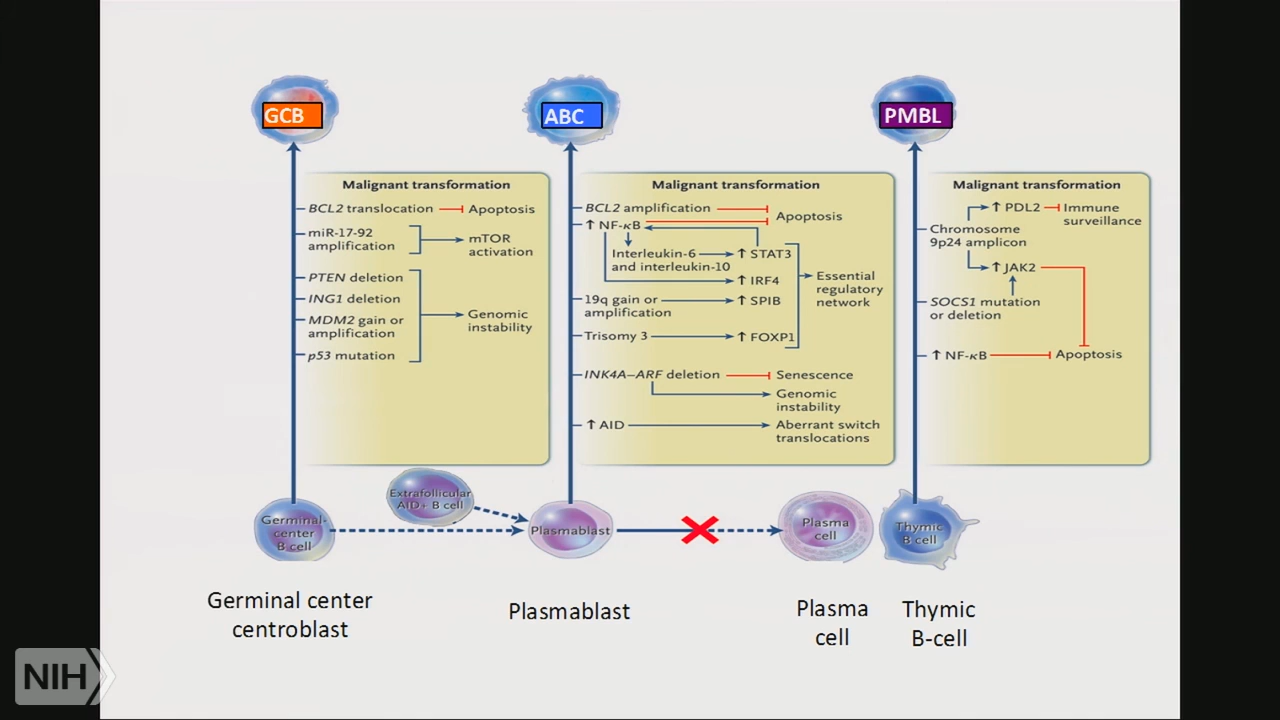 GCB
ABC
PMBL
Malignant transformation
BCL2 translocation
Apoptosis
miR-17-92
amplification
mTOR
activation
PTEN deletion
ING1 deletion
MDM2 gain or
amplification
p53 mutation
Genomic
instability
Malignant transformation
BCL2 amplification
↑ NF-κB
Apoptosis
Interleukin-6
and interleukin-10
↑ STAT3
↑ IRF4
19q gain or
amplification
↑ SPIB
Trisomy 3
↑ FOXP1
Essential
regulatory
network
INK4A–ARF deletion
Senescence
Genomic
instability
↑ AID
Aberrant switch
translocations
Malignant transformation
↑ PDL2
Immune
surveillance
Chromosome
9p24 amplicon
↑ JAK2
SOCS1 mutation
or deletion
↑ NF-κB
Apoptosis
Extrafollicular
AID+ B cell
Germinal-
center
B cell
Plasmablast
Plasma
cell
Thymic
B cell
Germinal center
centroblast
Plasmablast
Plasma
cell
Thymic
B-cell
NIH